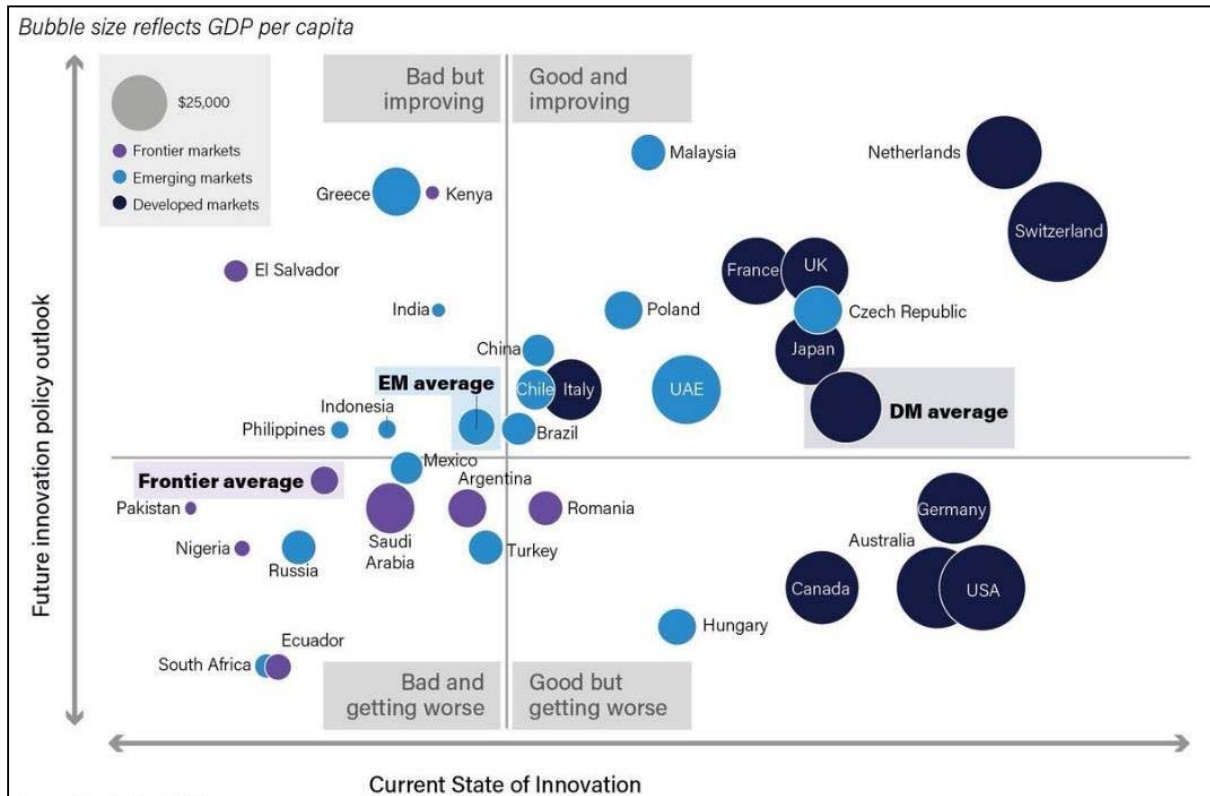 Bubble size reflects GDP per capita
Bad but
improving
Good and
improving
$25,000
Frontier markets
Emerging markets
Developed markets
Malaysia
Netherlands
Greece
Kenya
Switzerland
El Salvador
France
UK
India
Poland
Czech Republic
China
Japan
EM average
Chile
Italy
UAE
DM average
Indonesia
Philippines
Brazil
Mexico
Frontier average
Argentina
Pakistan
Saudi
Arabia
Romania
Germany
Nigeria
Russia
Turkey
Australia
Canada
USA
Hungary
Ecuador
South Africa
Bad and
getting worse
Good but
getting worse
Future innovation policy outlook
Current State of Innovation